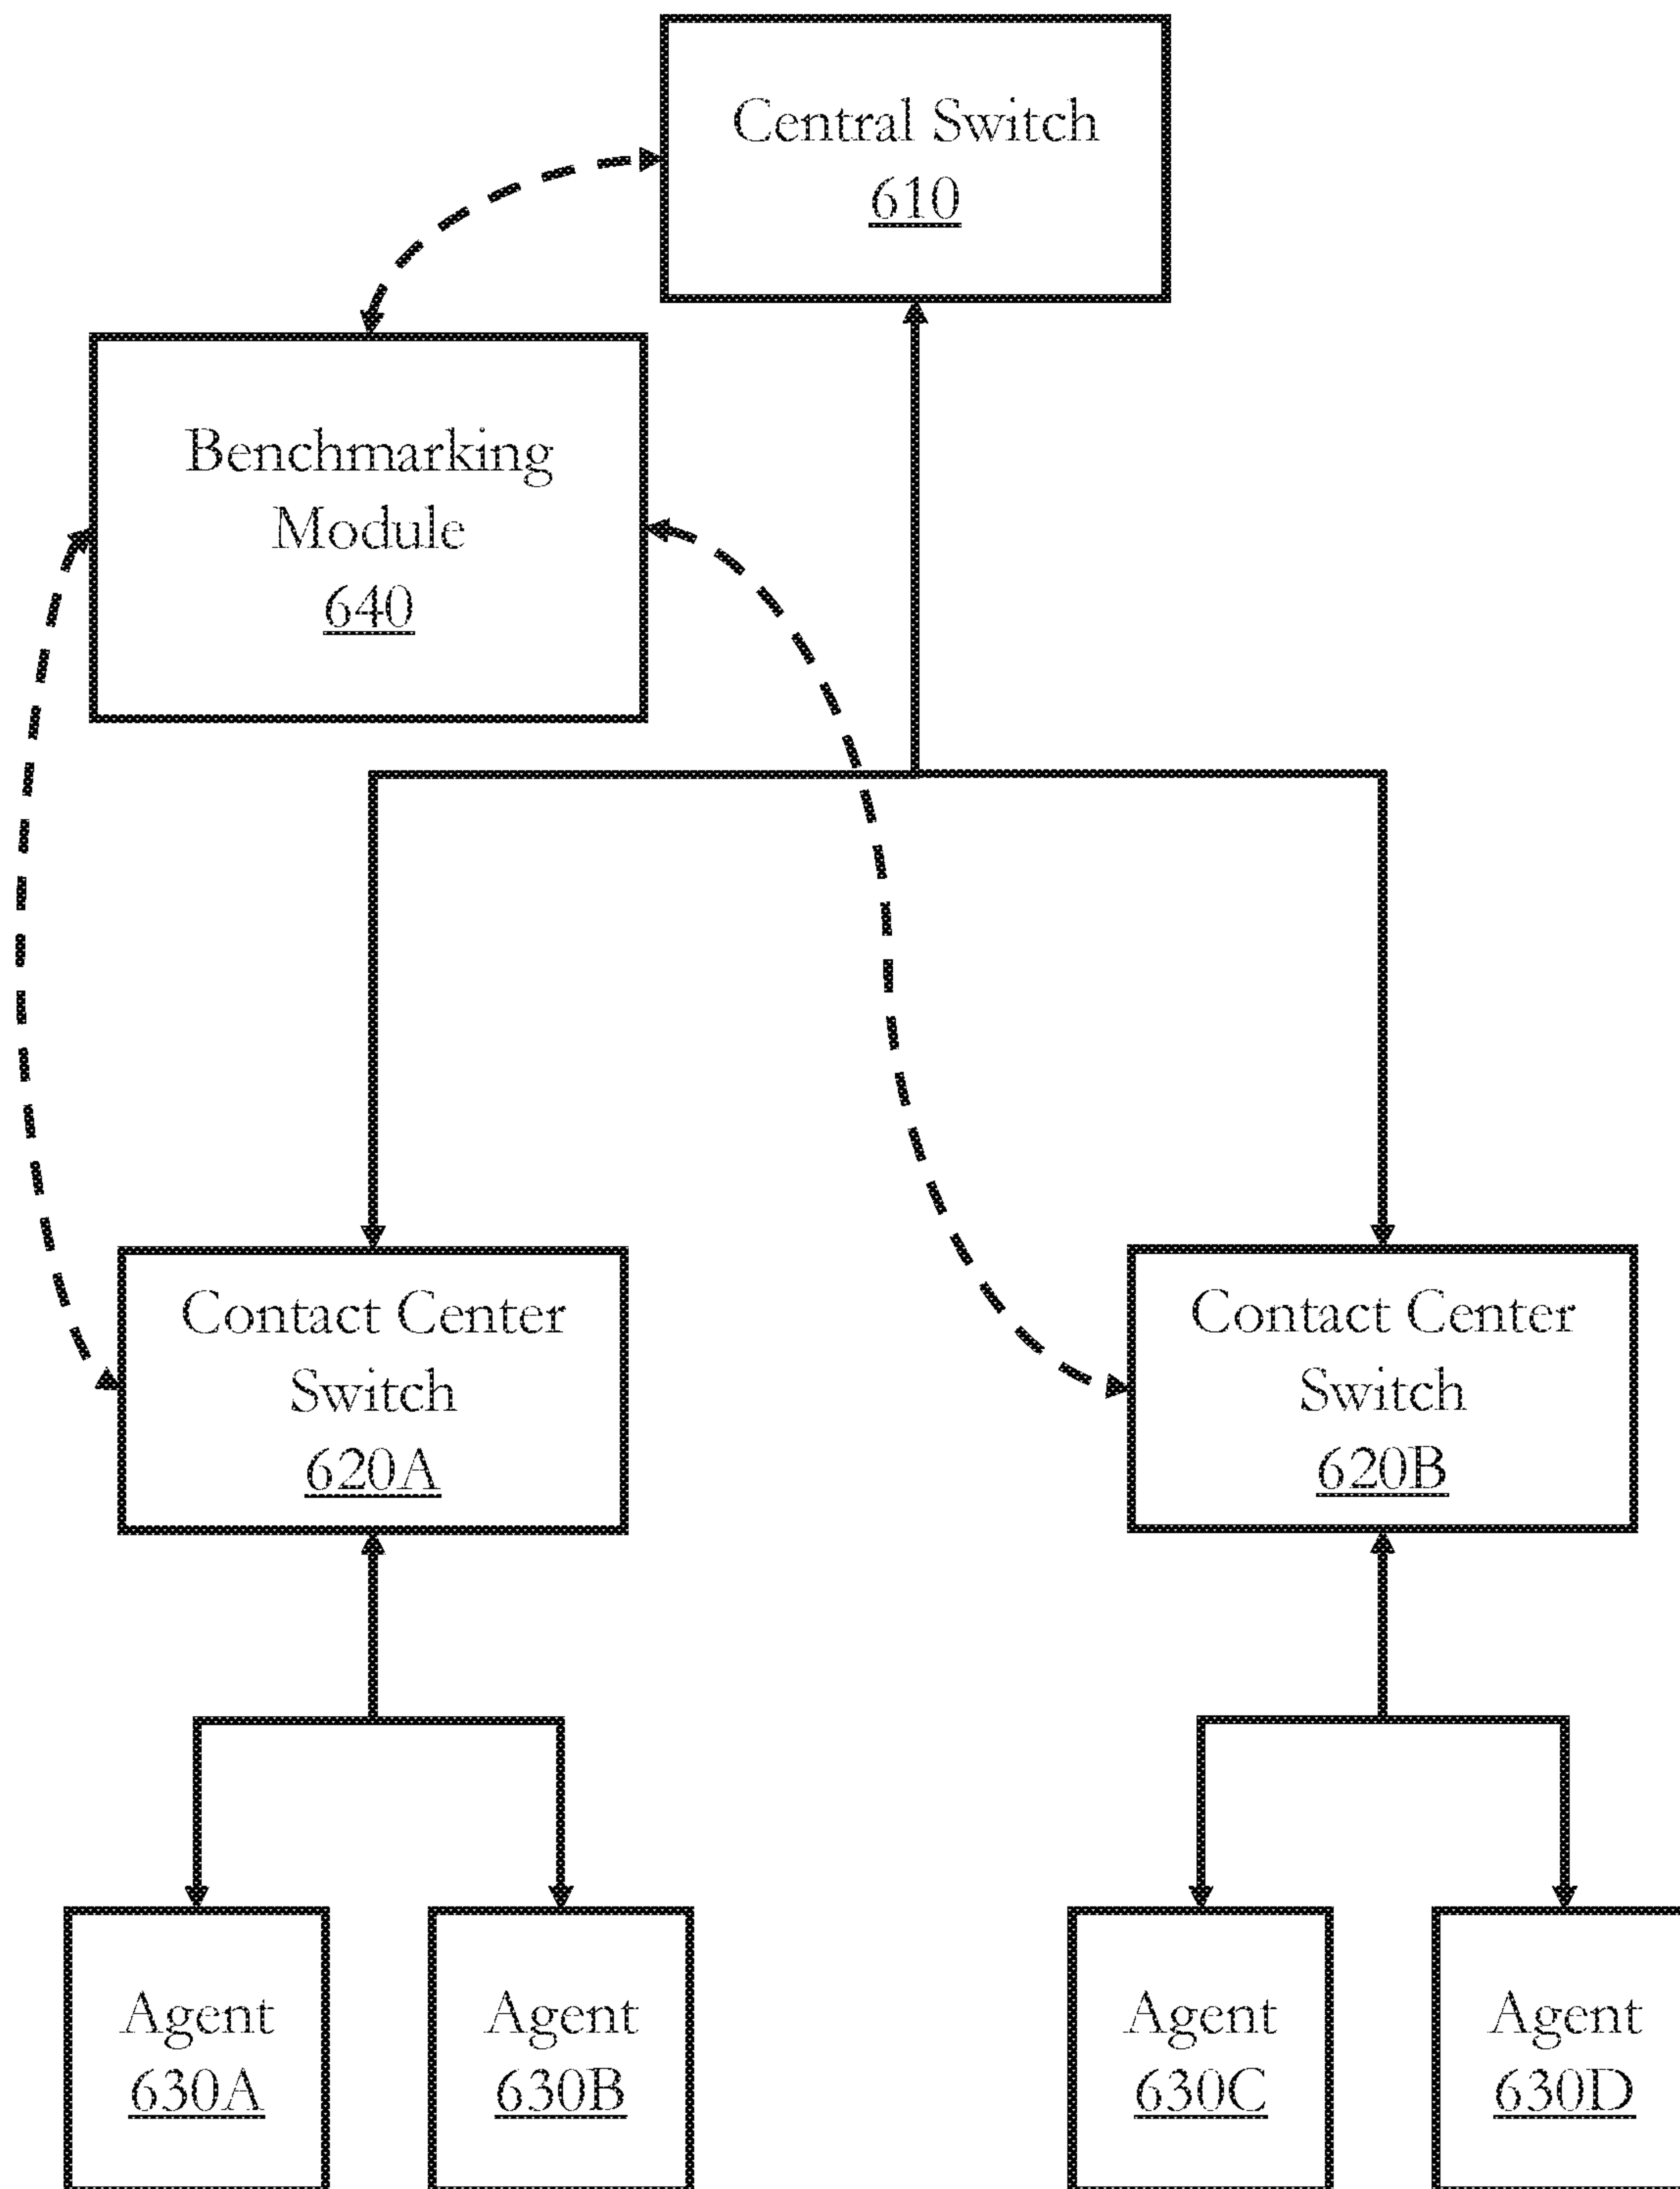 Central Switch
610
Benchmarking
Module
640
Contact Center
Switch
620A
Contact Center
Switch
620B
Agent
630A
Agent
630B
Agent
630C
Agent
630D